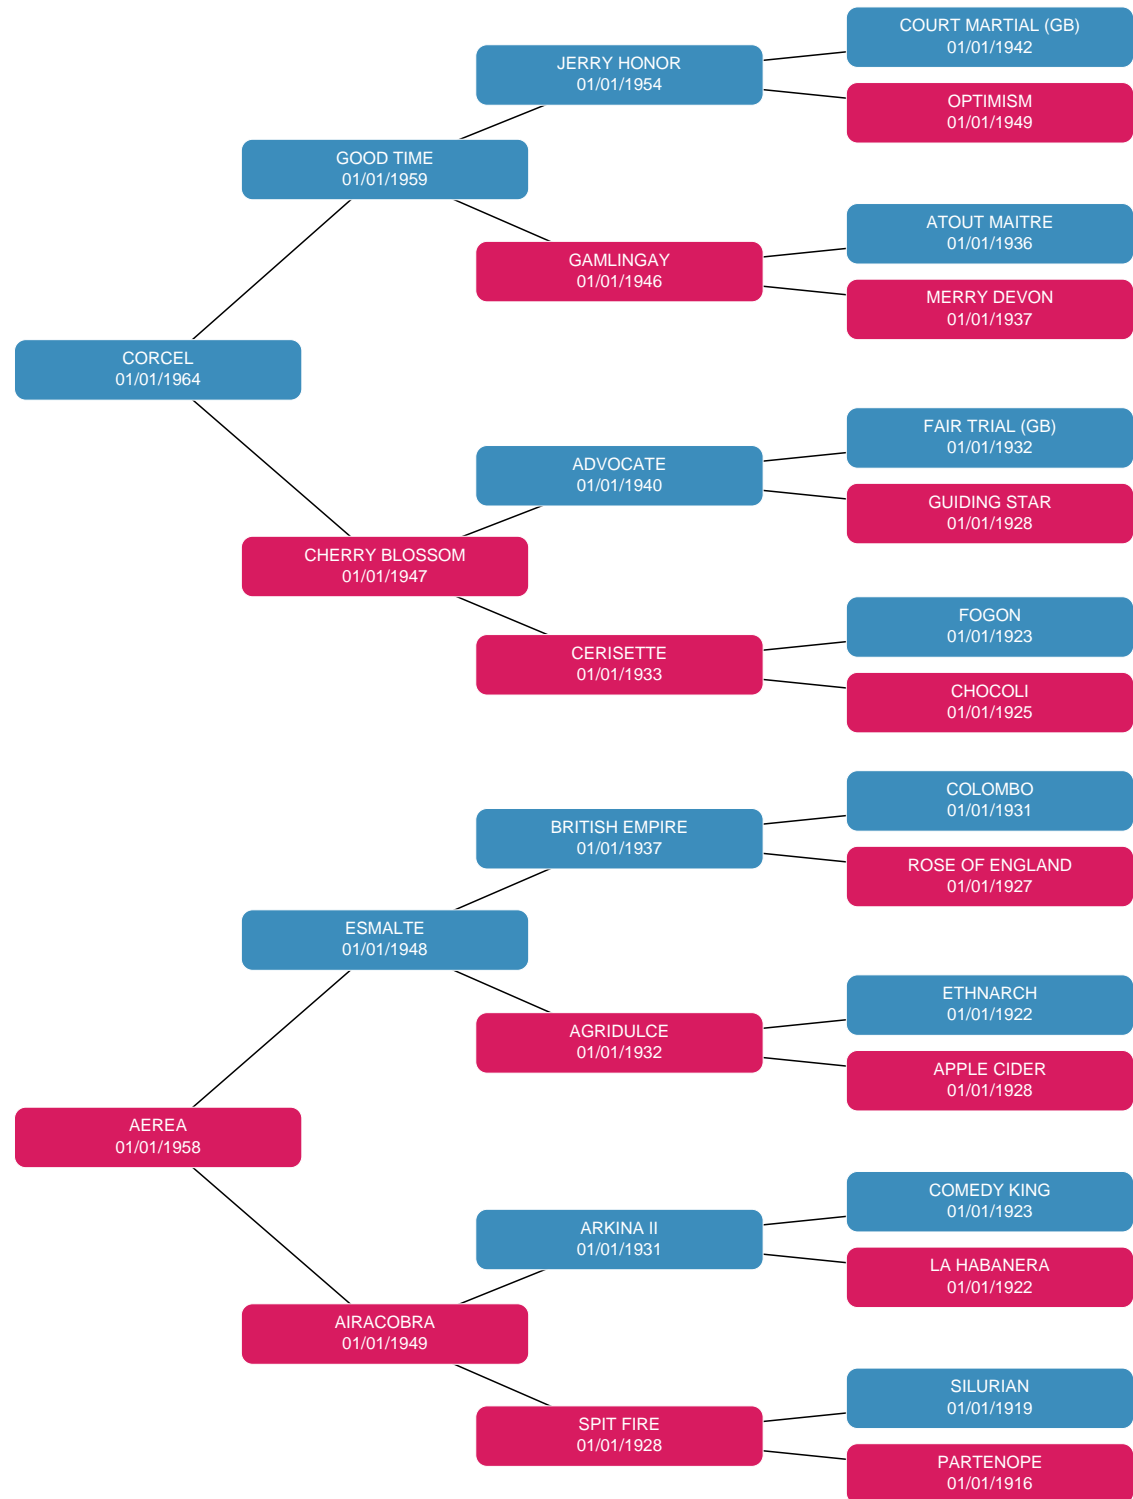 COURT MARTIAL (GB)
01/01/1942
JERRY HONOR
01/01/1954
OPTIMISM
01/01/1949
GOOD TIME
01/01/1959
ATOUT MAITRE
01/01/1936
GAMLINGAY
01/01/1946
MERRY DEVON
01/01/1937
CORCEL
01/01/1964
FAIR TRIAL (GB)
01/01/1932
ADVOCATE
01/01/1940
GUIDING STAR
01/01/1928
CHERRY BLOSSOM
01/01/1947
FOGON
01/01/1923
CERISETTE
01/01/1933
CHOCOLI
01/01/1925
COLOMBO
01/01/1931
BRITISH EMPIRE
01/01/1937
ROSE OF ENGLAND
01/01/1927
ESMALTE
01/01/1948
ETHNARCH
01/01/1922
AGRIDULCE
01/01/1932
APPLE CIDER
01/01/1928
AEREA
01/01/1958
COMEDY KING
01/01/1923
ARKINA II
01/01/1931
LA HABANERA
01/01/1922
AIRACOBRA
01/01/1949
SILURIAN
01/01/1919
SPIT FIRE
01/01/1928
PARTENOPE
01/01/1916